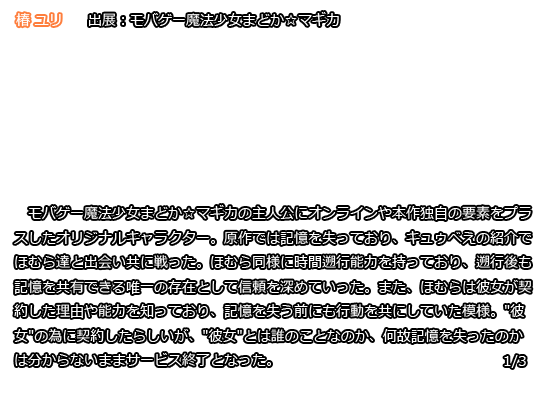 椿 ユリ　出展：モバゲー魔法少女まどか☆マギカ
モバゲー魔法少女まどか☆マギカの主人公にオンラインや本作独自の要素をプラ
スしたオリジナルキャラクター。原作では記憶を失っており、キュゥべえの紹介で
ほむら達と出会い共に戦った。ほむら同様に時間遡行能力を持っており、遡行後も
記憶を共有できる唯一の存在として信頼を深めていった。また、ほむらは彼女が契
約した理由や能力を知っており、記憶を失う前にも行動を共にしていた模様。"彼
女"の為に契約したらしいが、"彼女"とは誰のことなのか、何故記憶を失ったのか
は分からないままサービス終了となった。
1/3